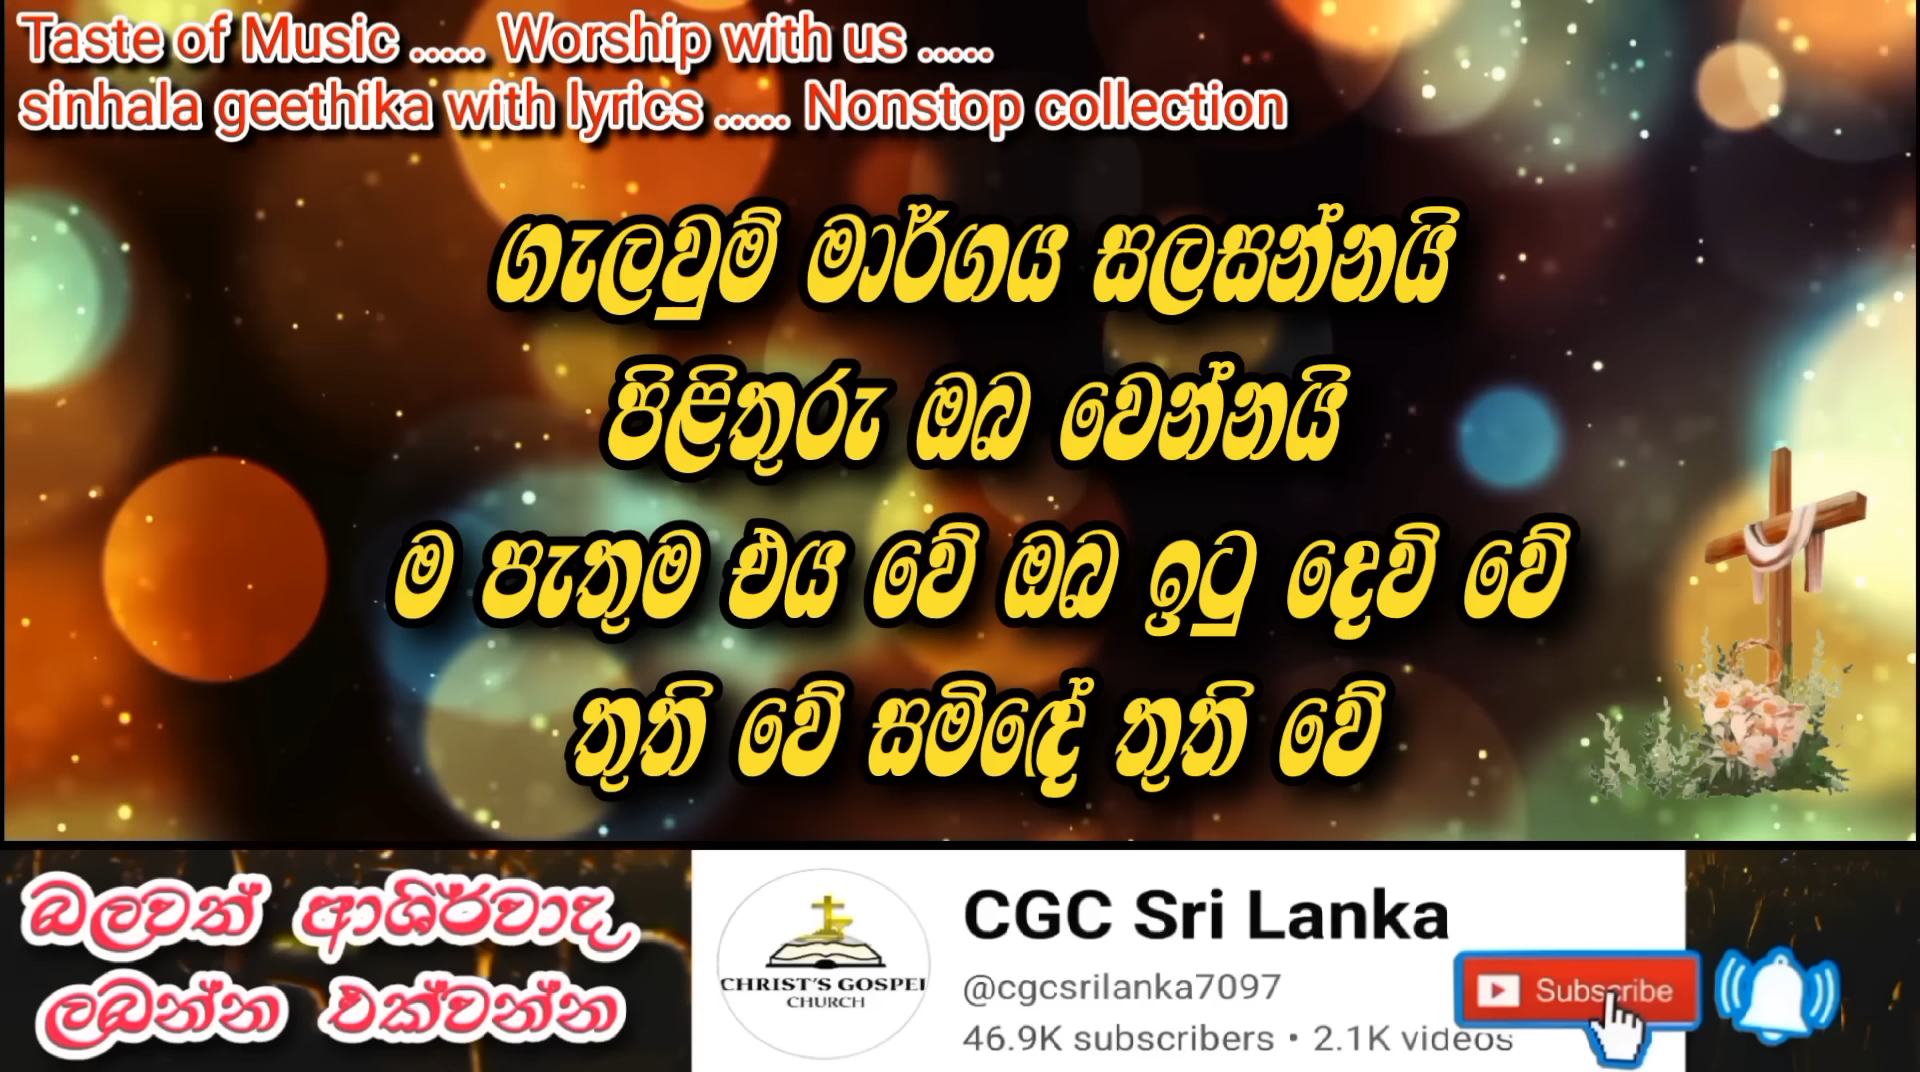 Taste of Music ..... Worship with us .....
sinhala geethika with lyrics ..... Nonstop collection
ගැලවුම් මාර්ගය සලසන්නයි
පිළිතුරු ඔබ වෙන්නයි
ම පැතුම එය වේ ඔබ ඉටු දෙවි වේ
තුති වේ සමිඳේ තුති වේ
බලවත් ආශිර්වාද
ලබන්න එක්වන්න
CHRIST'S GOSPEL
CHURCH
CGC Sri Lanka
@cgcsrilanka7097
46.9K subscribers • 2.1K videos
Subscribe